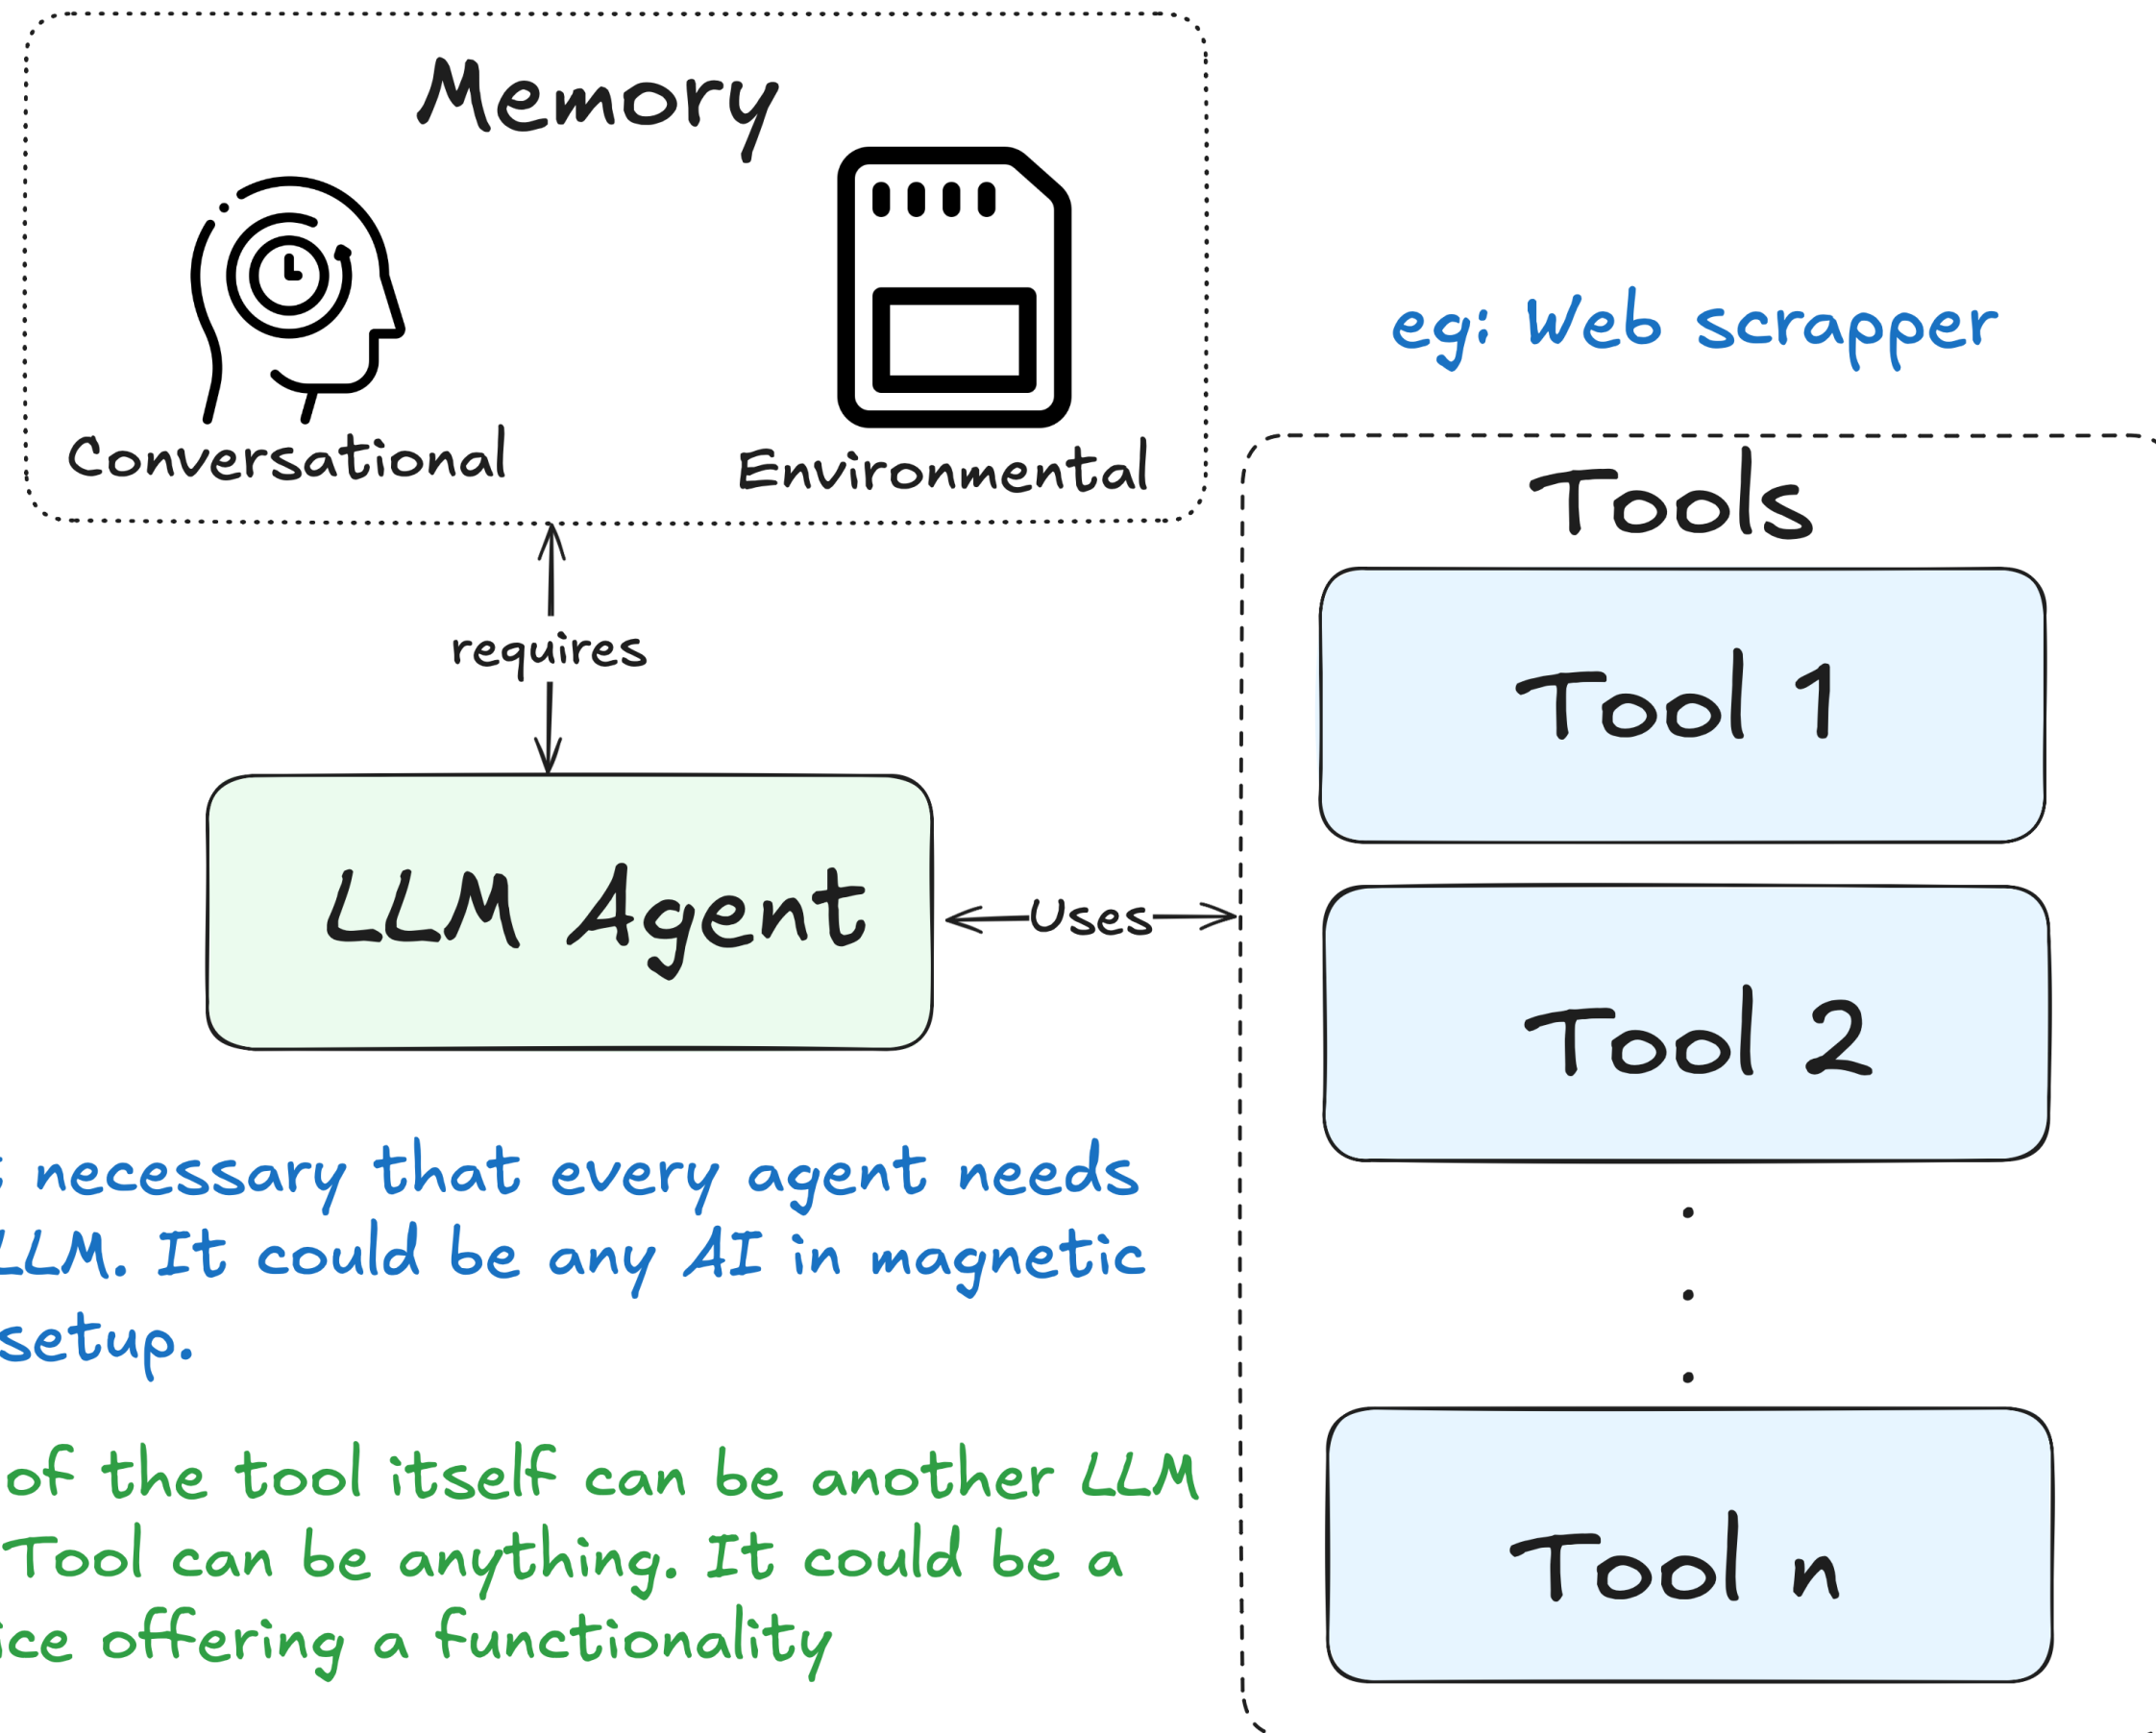 Memory
Conversational
Environmental
requires
LLM Agent
Uses
eg: Web scrapper
Tools
Tool 1
Tool 2
.
.
.
Tool n
necessary that every agent needs
LLM. It could be any AI in magnetic
setup.
of the tool itself can be another LLM
Tool can be anything. It could be a
offering a functionality